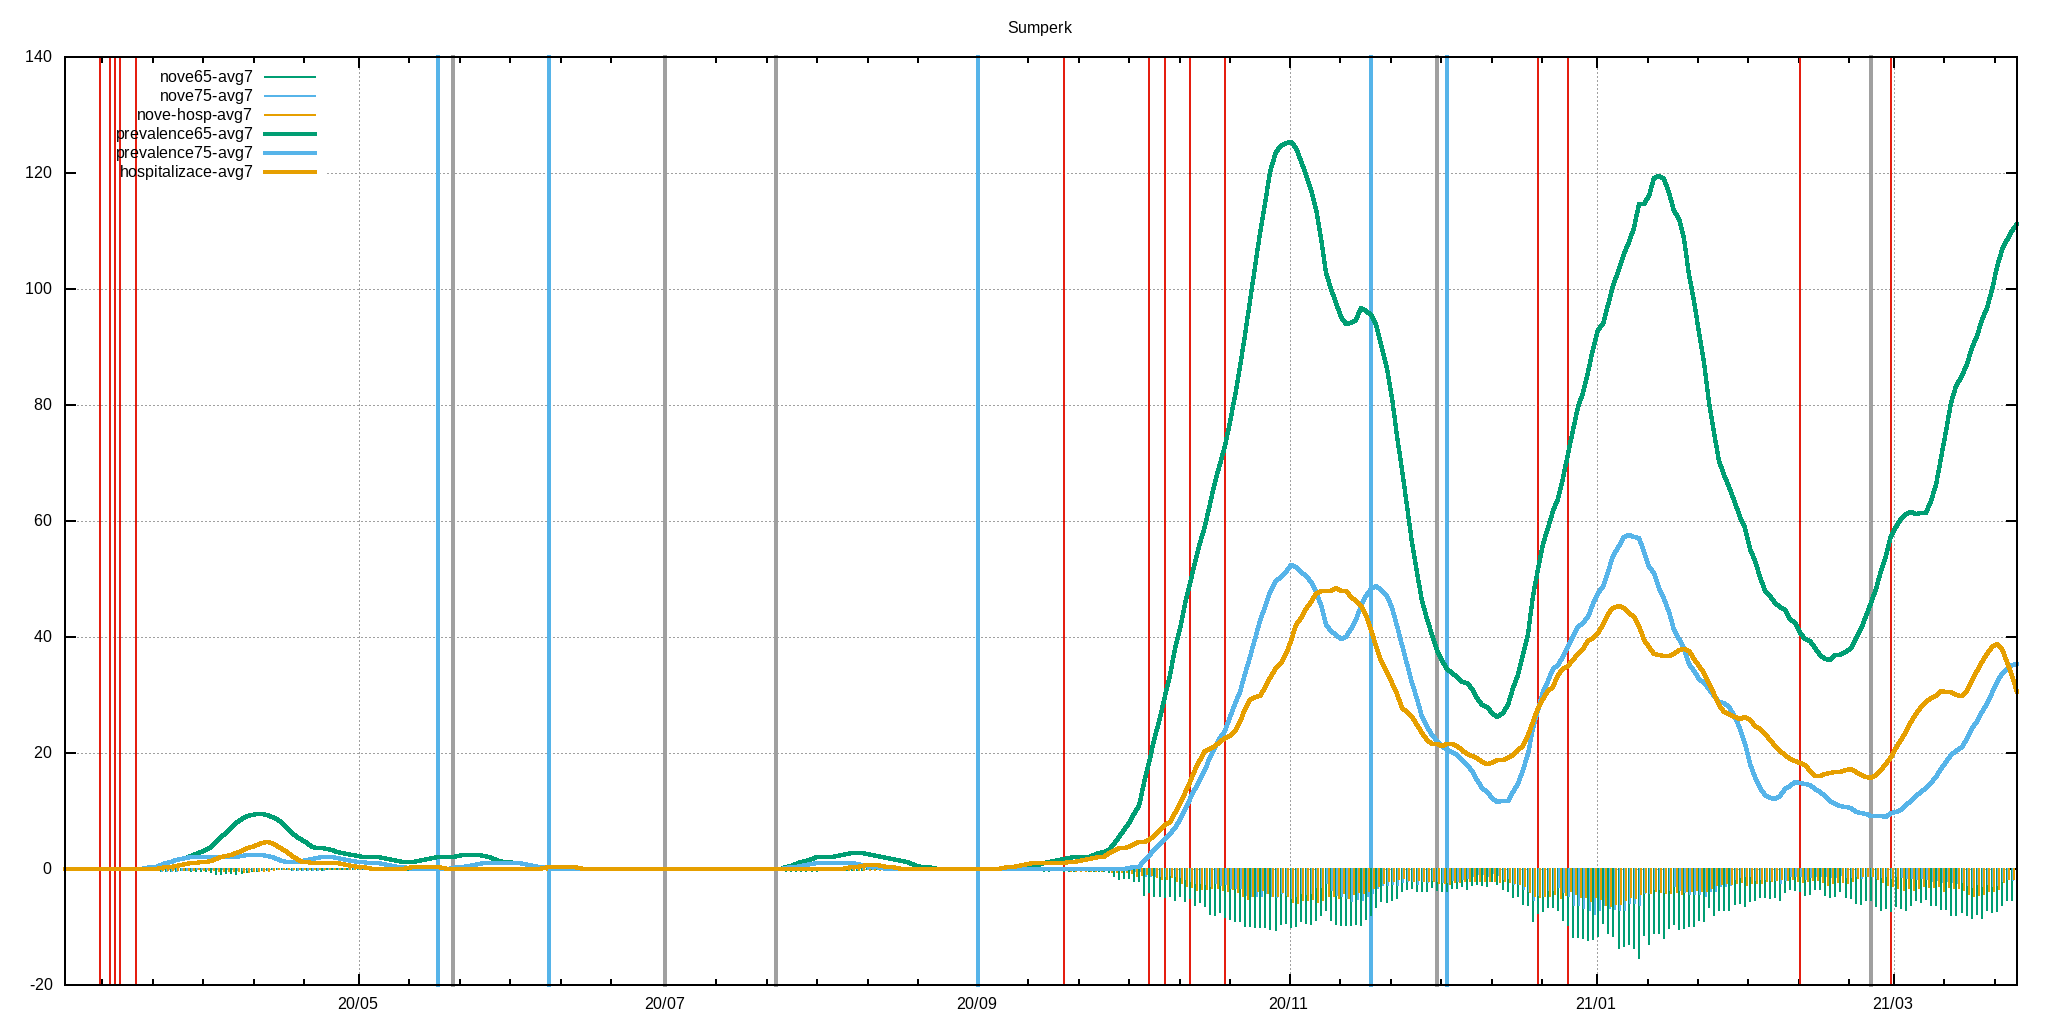 Sumperk
140
120
100
80
60
40
20
0
-20
nove65-avg7
nove75-avg7
nove-hosp-avg7
prevalence65-avg7
prevalence75-avg7
hospitalizace-avg7
20/05 20/07 20/09 20/11 21/01 21/03